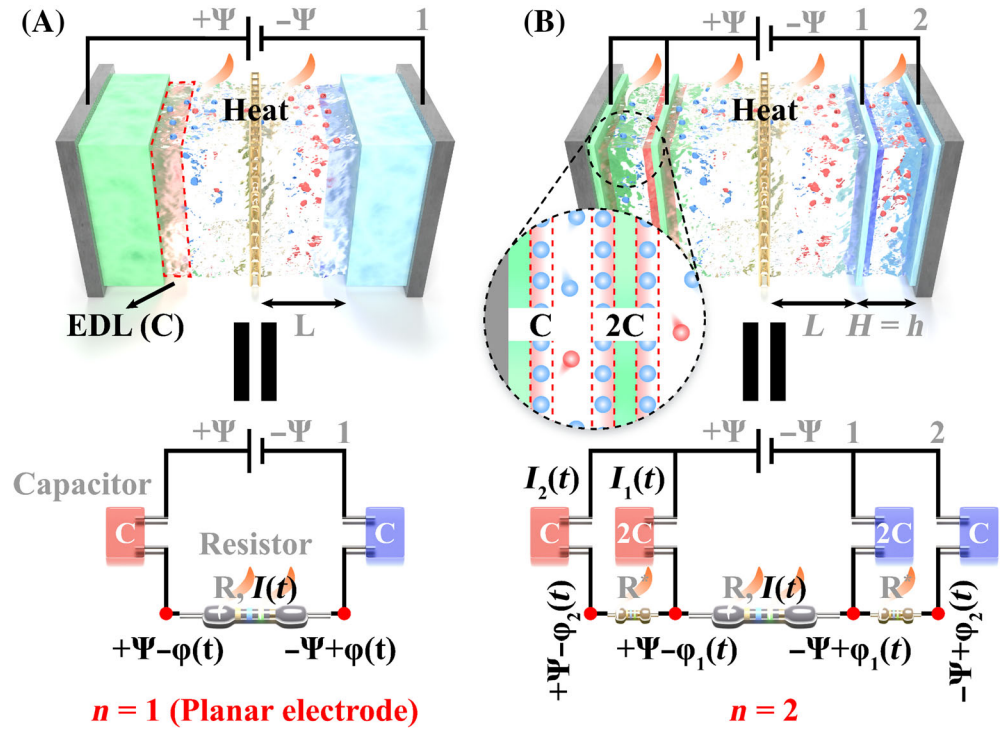 (A)
+Ψ
−Ψ
1
Heat
EDL (C)
L
+Ψ
−Ψ
1
Capacitor
C
C
Resistor
R, I(t)
+Ψ−φ(t)
−Ψ+φ(t)
n = 1 (Planar electrode)
(B)
+Ψ
−Ψ
1
2
Heat
C
2C
L
H = h
+Ψ
−Ψ
1
2
I₂(t)
I₁(t)
C
2C
2C
C
R*
R, I(t)
R*
+Ψ−φ₂(t)
+Ψ−φ₁(t)
−Ψ+φ₁(t)
−Ψ+φ₂(t)
n = 2